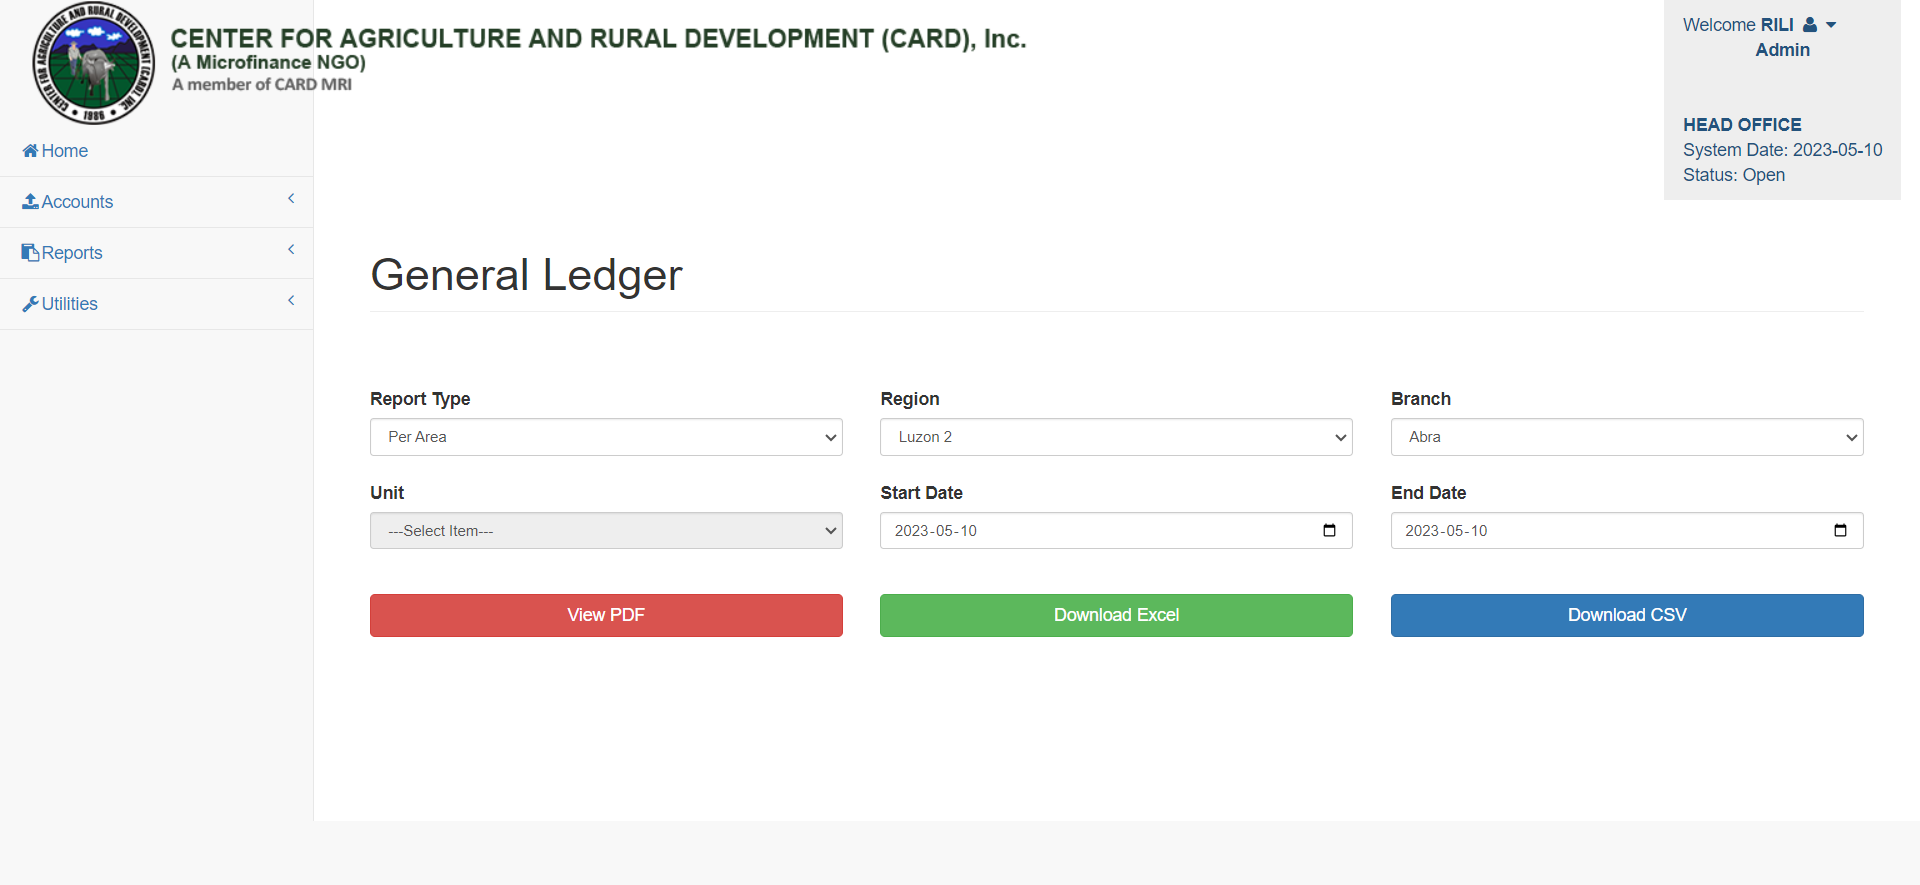 CENTER FOR AGRICULTURE AND RURAL DEVELOPMENT (CARD), INC.
1986
CENTER FOR AGRICULTURE AND RURAL DEVELOPMENT (CARD), Inc.
(A Microfinance NGO)
A member of CARD MRI
Welcome RILI
Admin
HEAD OFFICE
System Date: 2023-05-10
Status: Open
Home
Accounts
Reports
Utilities
General Ledger
Report Type
Region
Branch
Per Area
Luzon 2
Abra
Unit
Start Date
End Date
---Select Item---
2023-05-10
2023-05-10
View PDF
Download Excel
Download CSV